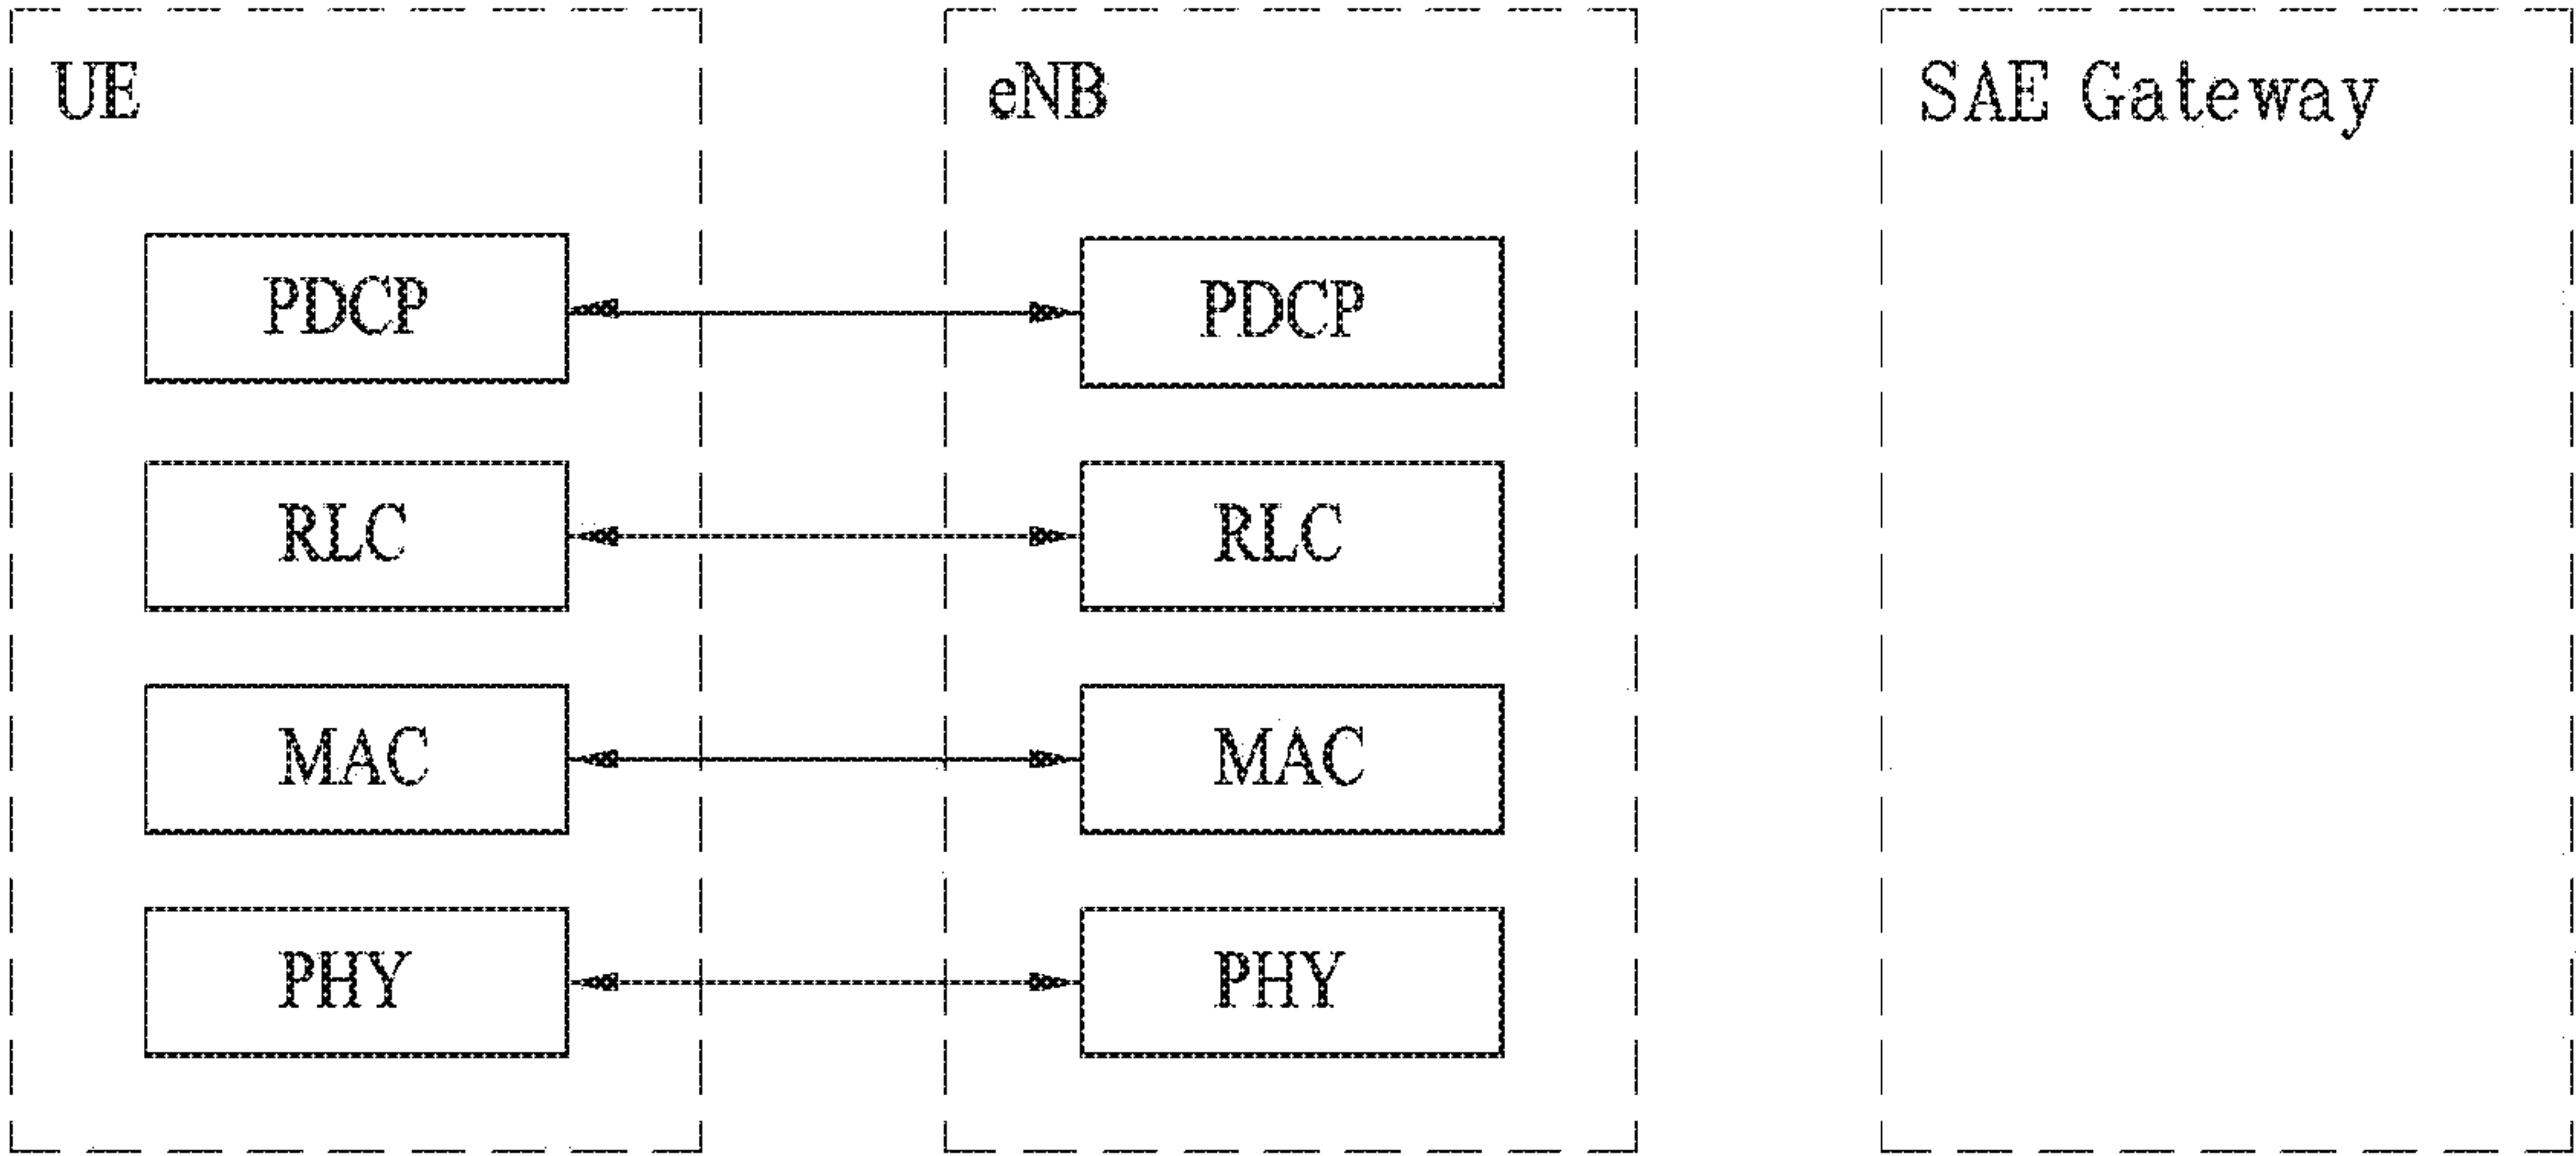 UE
eNB
SAE Gateway
PDCP
PDCP
RLC
RLC
MAC
MAC
PHY
PHY